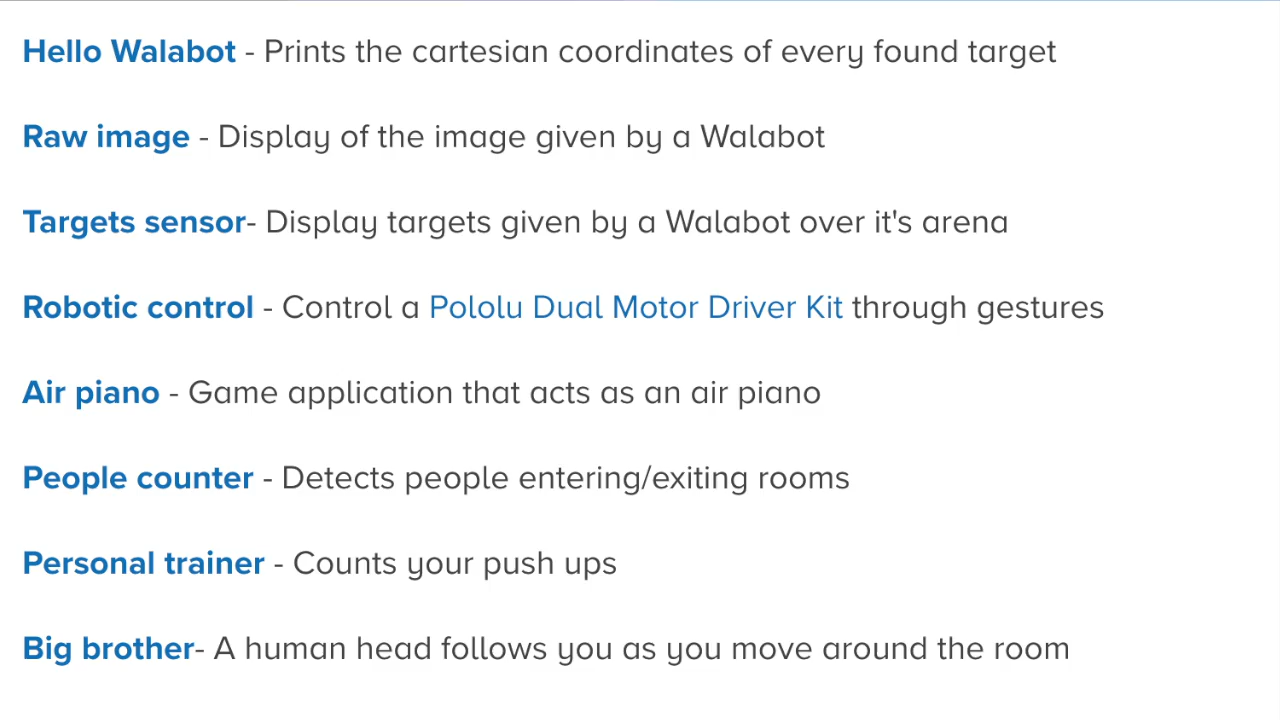 Hello Walabot - Prints the cartesian coordinates of every found target
Raw image - Display of the image given by a Walabot
Targets sensor- Display targets given by a Walabot over it's arena
Robotic control - Control a Pololu Dual Motor Driver Kit through gestures
Air piano - Game application that acts as an air piano
People counter - Detects people entering/exiting rooms
Personal trainer - Counts your push ups
Big brother- A human head follows you as you move around the room